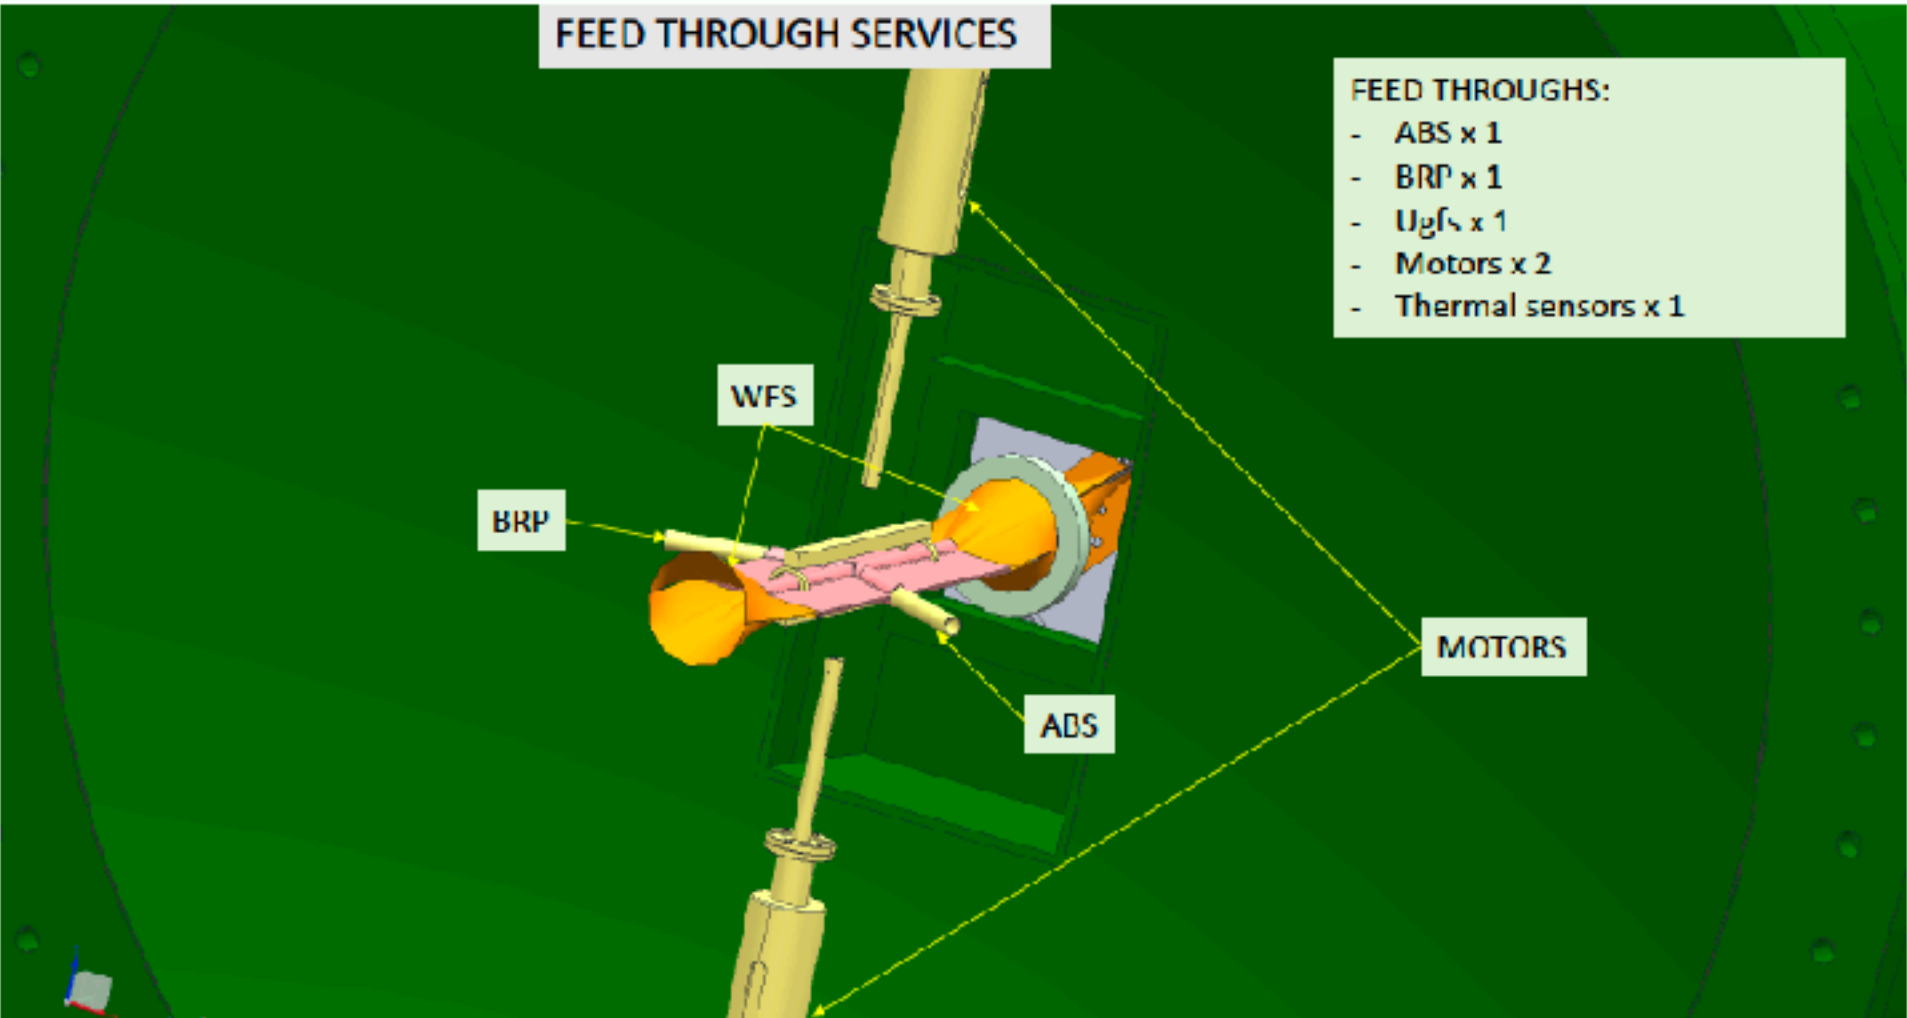 FEED THROUGH SERVICES
FEED THROUGHS:
- ABS x 1
- BRP x 1
- Ugfs x 1
- Motors x 2
- Thermal sensors x 1
WFS
BRP
MOTORS
ABS